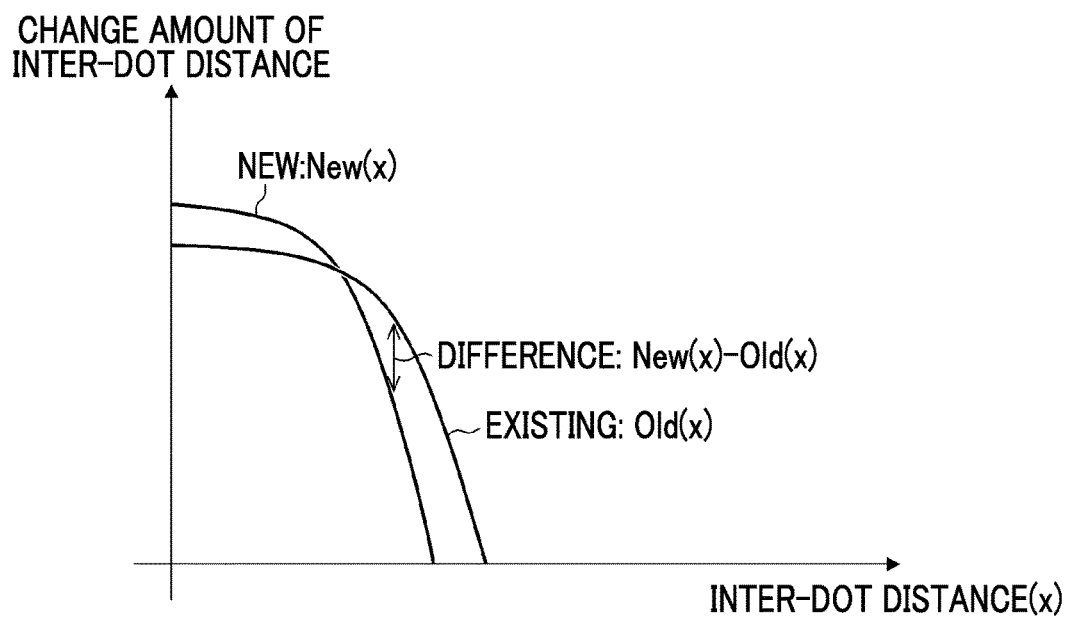 CHANGE AMOUNT OF
INTER-DOT DISTANCE
NEW:New(x)
DIFFERENCE: New(x)-Old(x)
EXISTING: Old(x)
INTER-DOT DISTANCE(x)